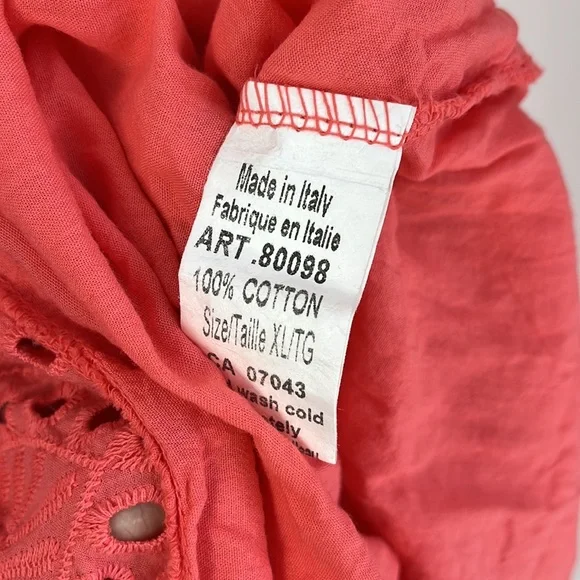 Made in Italy
Fabrique en Italie
ART.80098
100% COTTON
Size/Taille XL/TG
CA 07043
wash cold